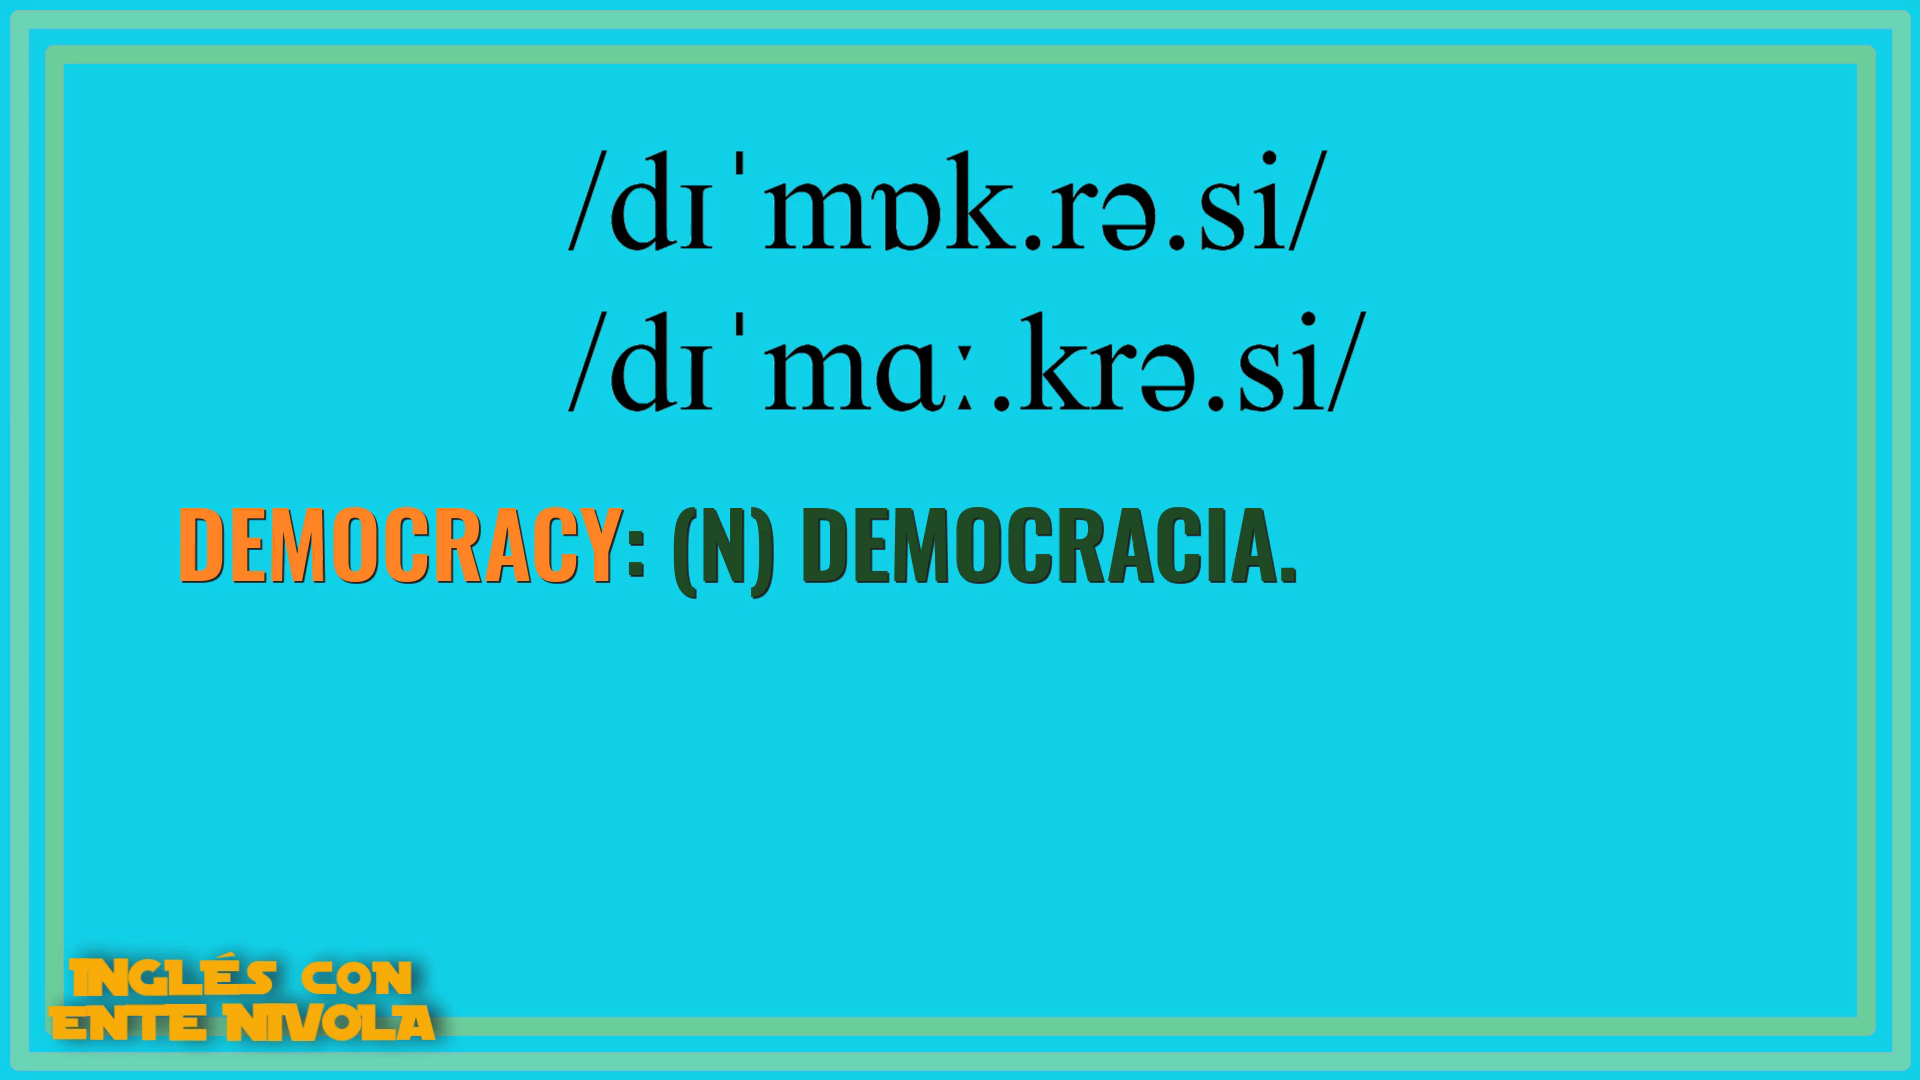 /dɪˈmɒk.rə.si/
/dɪˈmɑː.krə.si/
DEMOCRACY: (N) DEMOCRACIA.
INGLÉS CON
ENTE NIVOLA